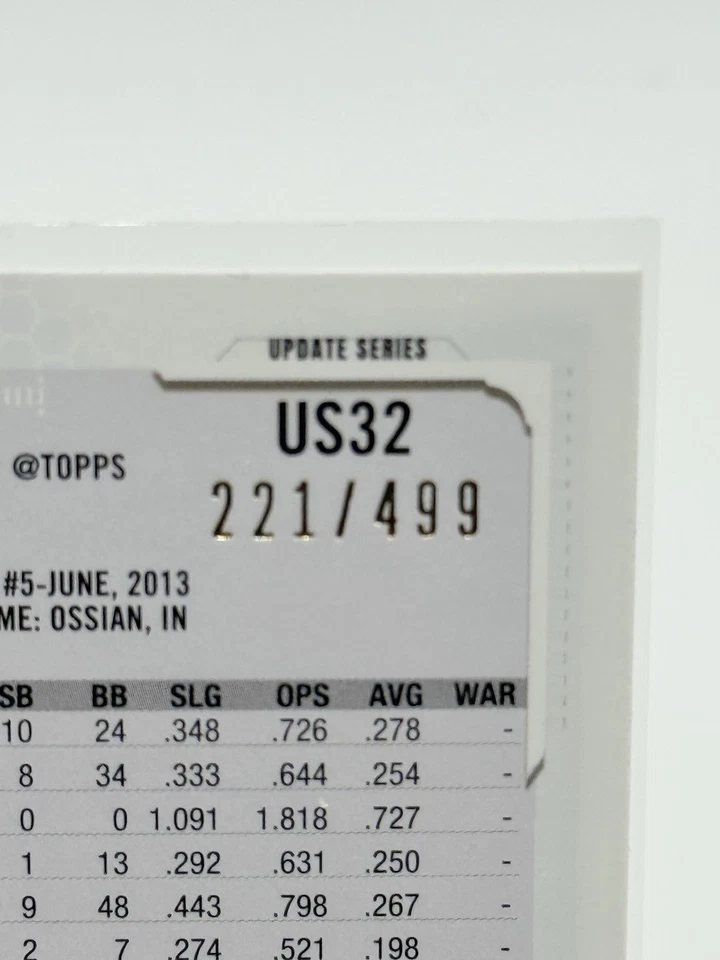 UPDATE SERIES
US32
@TOPPS
221/499
#5-JUNE, 2013
ME: OSSIAN, IN
SB BB SLG OPS AVG WAR
10 24 .348 .726 .278 -
8 34 .333 .644 .254 -
0 0 1.091 1.818 .727 -
1 13 .292 .631 .250 -
9 48 .443 .798 .267 -
2 7 .274 .521 .198 -